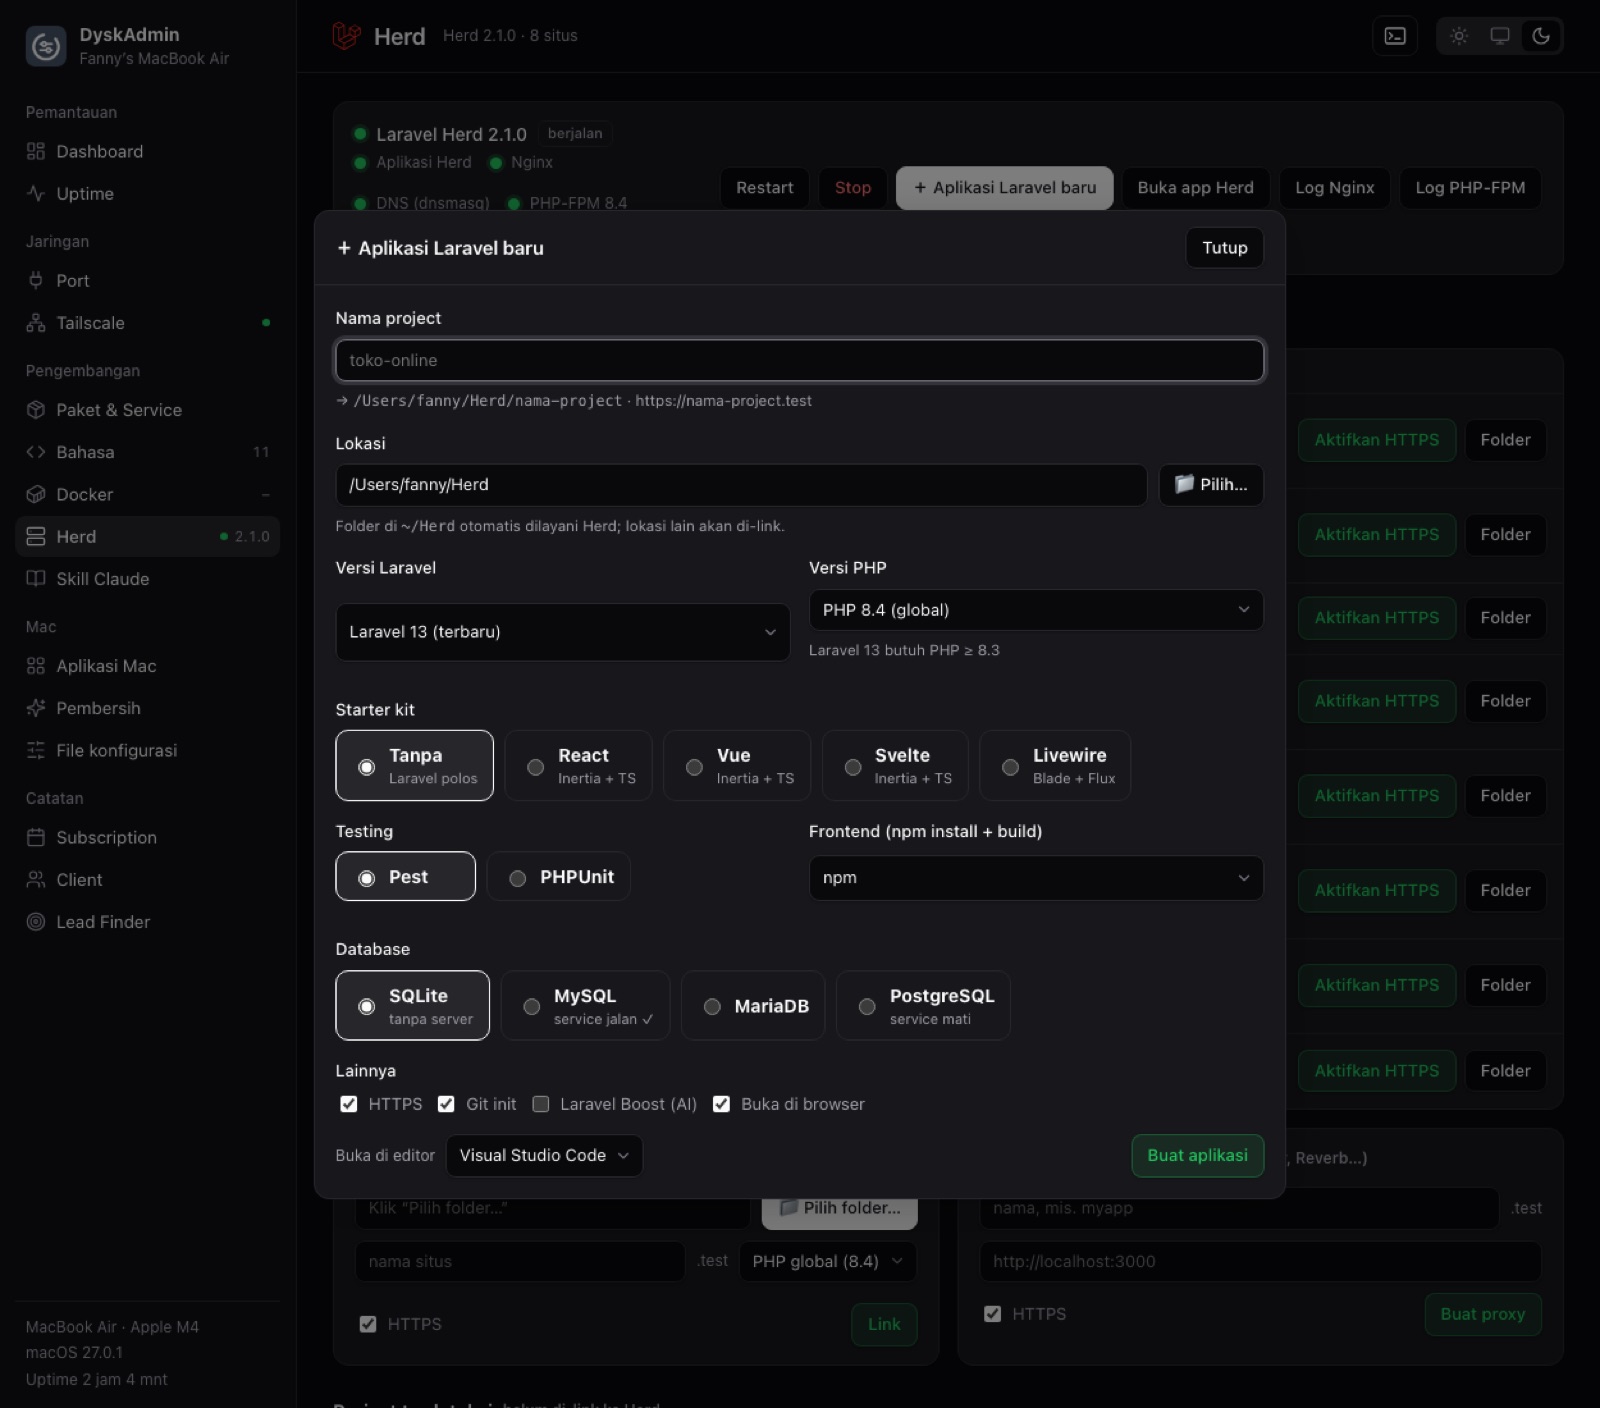 DyskAdmin
Fanny's MacBook Air
Pemantauan
Dashboard
Uptime
Jaringan
Port
Tailscale
Pengembangan
Paket & Service
Bahasa 11
Docker –
Herd 2.1.0
Skill Claude
Mac
Aplikasi Mac
Pembersih
File konfigurasi
Catatan
Subscription
Client
Lead Finder
MacBook Air · Apple M4
macOS 27.0.1
Uptime 2 jam 4 mnt
Herd Herd 2.1.0 · 8 situs
Laravel Herd 2.1.0 berjalan
Aplikasi Herd Nginx
DNS (dnsmasq) PHP-FPM 8.4
Restart Stop + Aplikasi Laravel baru Buka app Herd Log Nginx Log PHP-FPM
+ Aplikasi Laravel baru Tutup
Nama project
toko-online
→ /Users/fanny/Herd/nama-project · https://nama-project.test
Lokasi
/Users/fanny/Herd Pilih...
Folder di ~/Herd otomatis dilayani Herd; lokasi lain akan di-link.
Versi Laravel Versi PHP
Laravel 13 (terbaru) PHP 8.4 (global)
Laravel 13 butuh PHP ≥ 8.3
Starter kit
Tanpa React Vue Svelte Livewire
Laravel polos Inertia + TS Inertia + TS Inertia + TS Blade + Flux
Testing Frontend (npm install + build)
Pest PHPUnit npm
Database
SQLite MySQL MariaDB PostgreSQL
tanpa server service jalan ✓ service mati
Lainnya
HTTPS Git init Laravel Boost (AI) Buka di browser
Buka di editor Visual Studio Code Buat aplikasi
Aktifkan HTTPS Folder
Aktifkan HTTPS Folder
Aktifkan HTTPS Folder
Aktifkan HTTPS Folder
Aktifkan HTTPS Folder
Aktifkan HTTPS Folder
Aktifkan HTTPS Folder
Aktifkan HTTPS Folder
, Reverb...)
Klik "Pilih folder..." Pilih folder...
nama situs .test PHP global (8.4)
HTTPS Link
nama, mis. myapp .test
http://localhost:3000
HTTPS Buat proxy